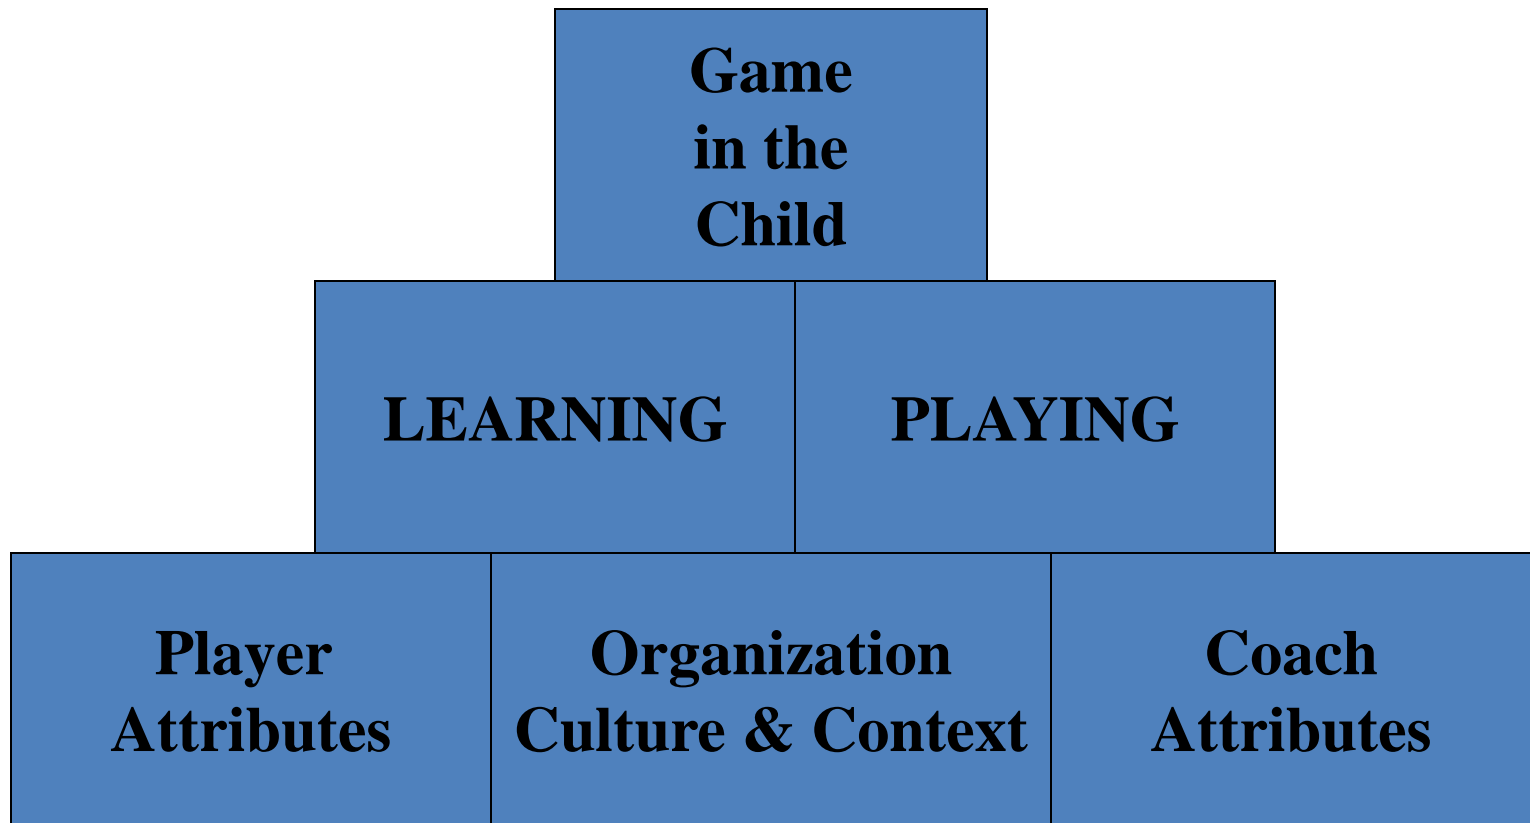 Game
in the
Child
LEARNING
PLAYING
Player
Attributes
Organization
Culture & Context
Coach
Attributes